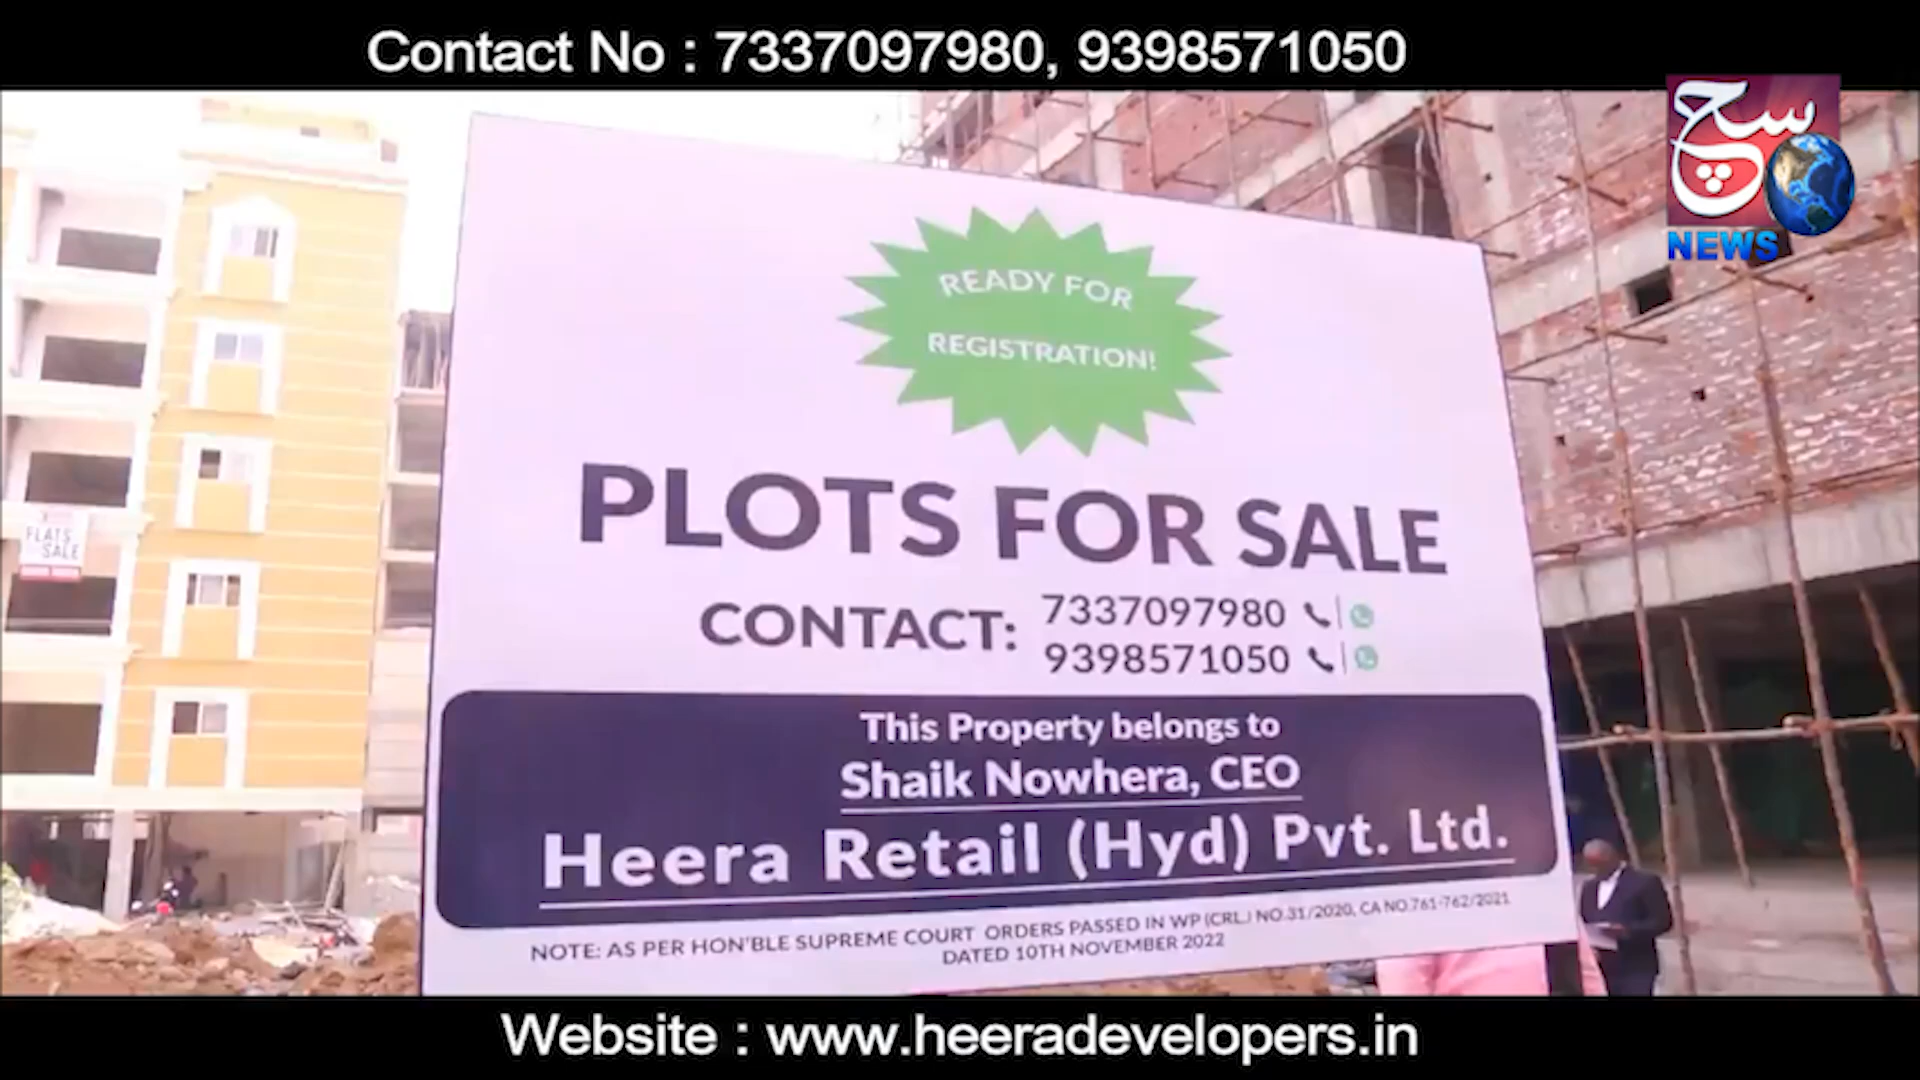 Contact No : 7337097980, 9398571050
سچ
NEWS
READY FOR
REGISTRATION!
FLATS
SALE
PLOTS FOR SALE
CONTACT: 7337097980
9398571050
This Property belongs to
Shaik Nowhera, CEO
Heera Retail (Hyd) Pvt. Ltd.
NOTE: AS PER HON'BLE SUPREME COURT ORDERS PASSED IN WP (CRL.) NO.31/2020, CA NO.761-762/2021
DATED 10TH NOVEMBER 2022
Website : www.heeradevelopers.in